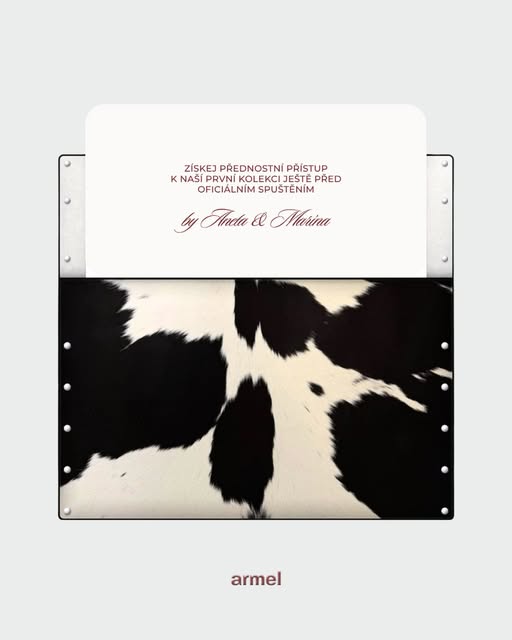 ZÍSKEJ PŘEDNOSTNÍ PŘÍSTUP
K NAŠÍ PRVNÍ KOLEKCI JEŠTĚ PŘED
OFICIÁLNÍM SPUŠTĚNÍM
by Aneta & Marina
armel